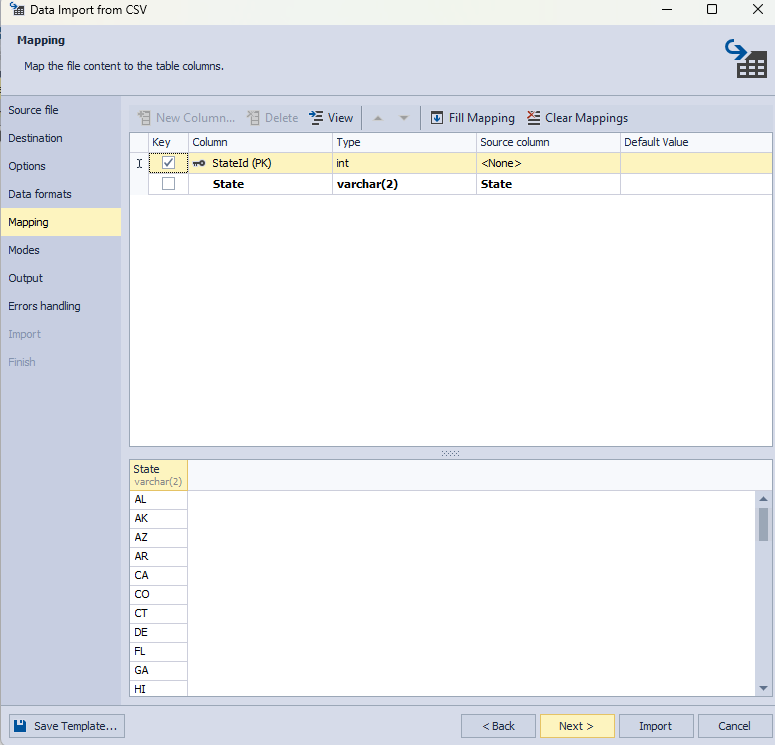 Data Import from CSV
Mapping
Map the file content to the table columns.
Source file
Destination
Options
Data formats
Mapping
Modes
Output
Errors handling
Import
Finish
New Column... Delete View Fill Mapping Clear Mappings
Key Column Type Source column Default Value
StateId (PK) int <None>
State varchar(2) State
State
varchar(2)
AL
AK
AZ
AR
CA
CO
CT
DE
FL
GA
HI
Save Template... < Back Next > Import Cancel